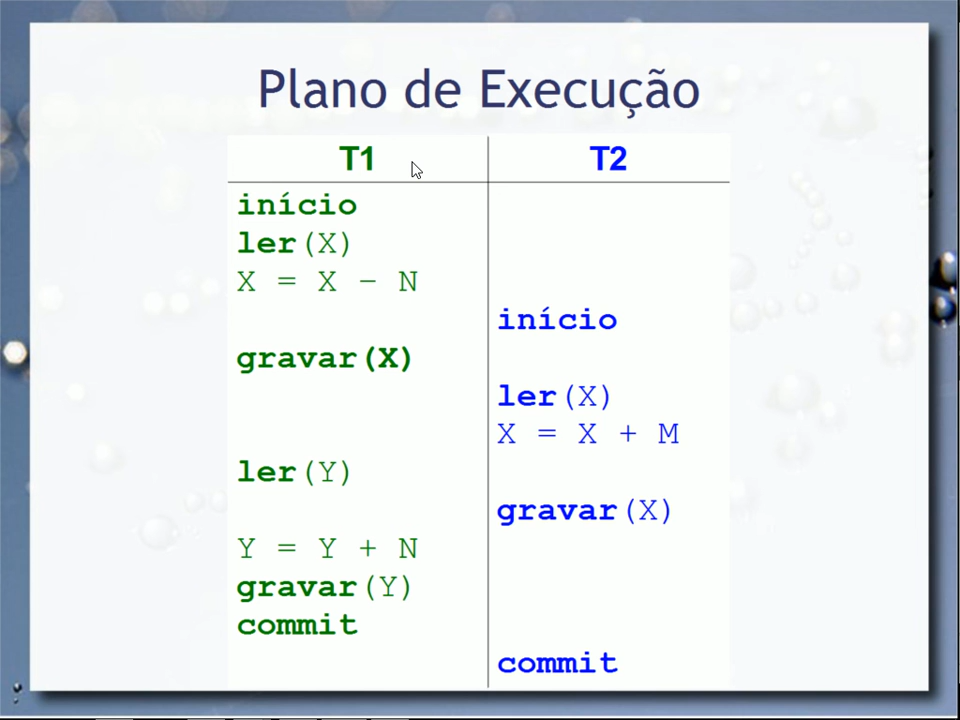 Plano de Execução
T1 T2
início
ler(X)
X = X - N
início
gravar(X)
ler(X)
X = X + M
ler(Y)
gravar(X)
Y = Y + N
gravar(Y)
commit
commit